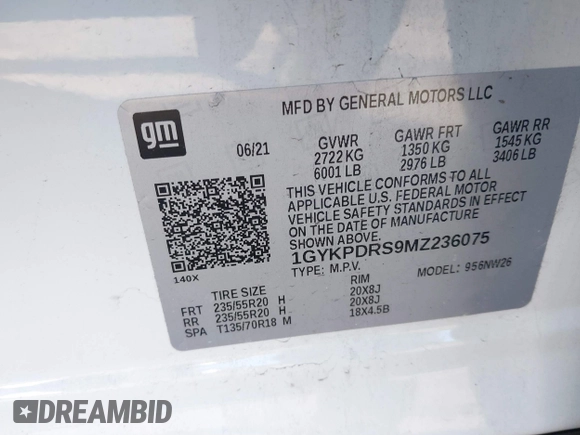 MFD BY GENERAL MOTORS LLC
gm
06/21 GVWR GAWR FRT GAWR RR
2722 KG 1350 KG 1545 KG
6001 LB 2976 LB 3406 LB
THIS VEHICLE CONFORMS TO ALL
APPLICABLE U.S. FEDERAL MOTOR
VEHICLE SAFETY STANDARDS IN EFFECT
ON THE DATE OF MANUFACTURE
SHOWN ABOVE.
1GYKPDRS9MZ236075
TYPE: M.P.V. MODEL: 956NW26
140X
TIRE SIZE RIM
FRT 235/55R20 H 20X8J
RR 235/55R20 H 20X8J
SPA T135/70R18 M 18X4.5B
DREAMBID